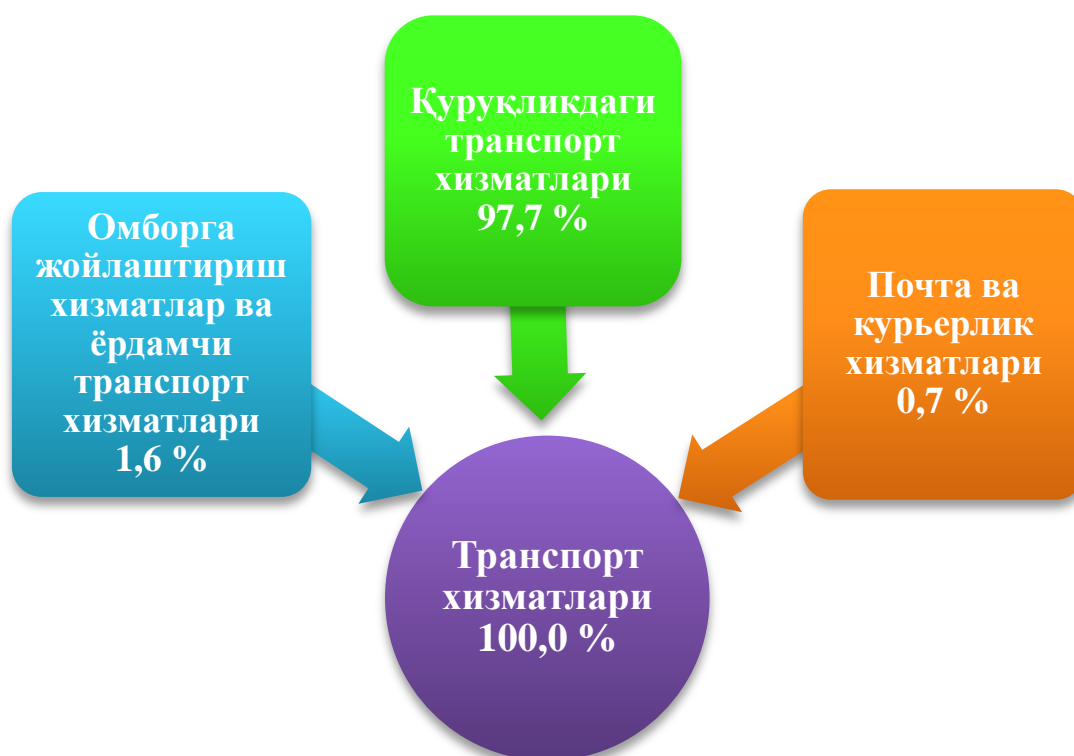 Қуруқликдаги
транспорт
хизматлари
97,7 %
Омборга
жойлаштириш
хизматлар ва
ёрдамчи
транспорт
хизматлари
1,6 %
Почта ва
курьерлик
хизматлари
0,7 %
Транспорт
хизматлари
100,0 %